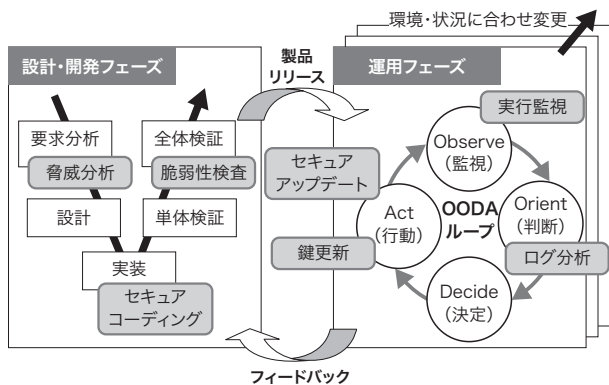 環境・状況に合わせ変更
設計・開発フェーズ
製品
リリース
運用フェーズ
要求分析
脅威分析
設計
実装
セキュア
コーディング
単体検証
脆弱性検査
全体検証
実行監視
Observe
(監視)
セキュア
アップデート
Act
(行動)
OODA
ループ
Orient
(判断)
鍵更新
ログ分析
Decide
(決定)
フィードバック